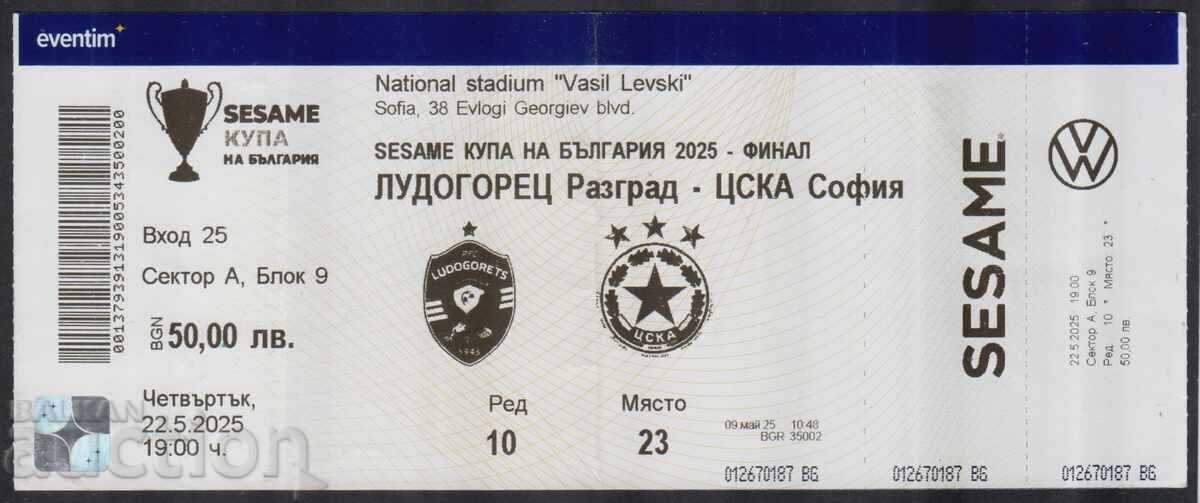 eventim
SESAME
КУПА
НА БЪЛГАРИЯ
National stadium "Vasil Levski"
Sofia, 38 Evlogi Georgiev blvd.
SESAME КУПА НА БЪЛГАРИЯ 2025 - ФИНАЛ
ЛУДОГОРЕЦ Разград - ЦСКА София
00137939131900534350020​0
Вход 25
Сектор А, Блок 9
BGN 50,00 лв.
Четвъртък,
22.5.2025
19:00 ч.
PFC
LUDOGORETS
1945
ЦСКА
Ред
10
Място
23
09 май 25 10:48
BGR 35002
012670187 BG
012670187 BG
012670187 BG
SESAME
22.5.2025 19:00
Сектор А, Блок 9
Ред: 10 * Място: 23 *
50,00 лв.
BALKAN
auction